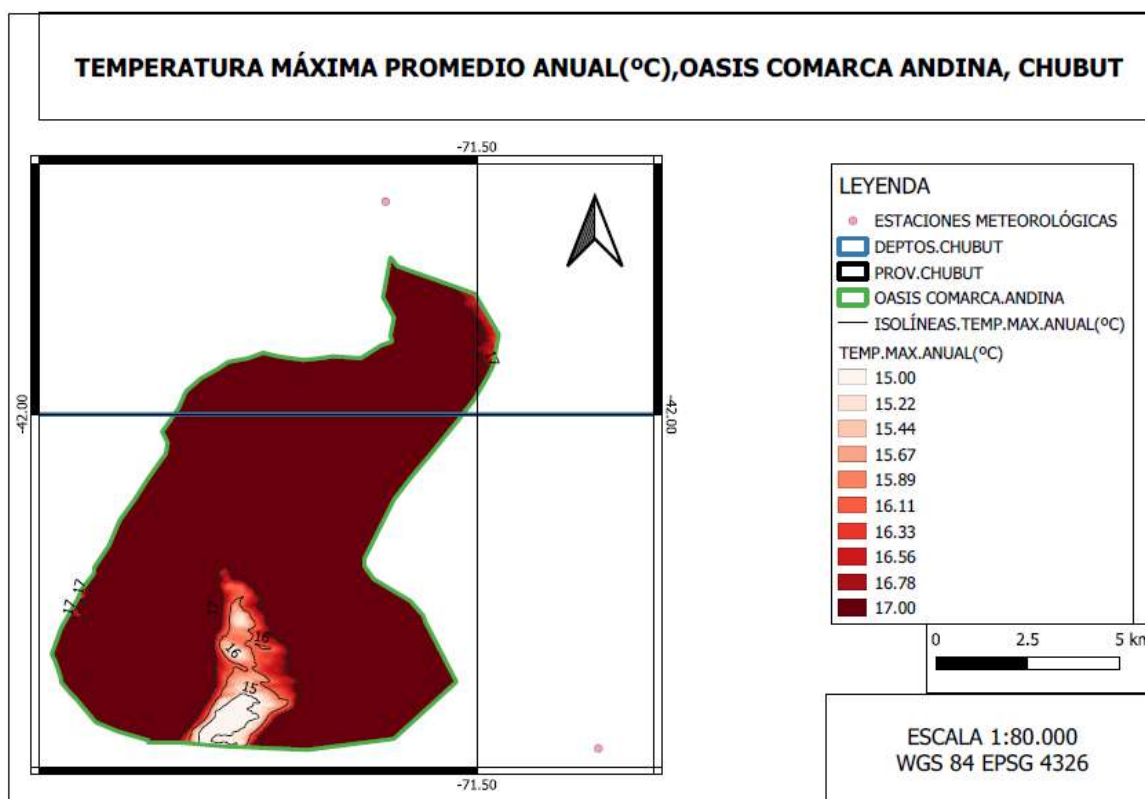 TEMPERATURA MÁXIMA PROMEDIO ANUAL(ºC),OASIS COMARCA ANDINA, CHUBUT
-71.50
-42.00
-42.00
17
17
17
17
16
16
15
-71.50
LEYENDA
ESTACIONES METEOROLÓGICAS
DEPTOS.CHUBUT
PROV.CHUBUT
OASIS COMARCA.ANDINA
ISOLÍNEAS.TEMP.MAX.ANUAL(ºC)
TEMP.MAX.ANUAL(ºC)
15.00
15.22
15.44
15.67
15.89
16.11
16.33
16.56
16.78
17.00
0 2.5 5 km
ESCALA 1:80.000
WGS 84 EPSG 4326